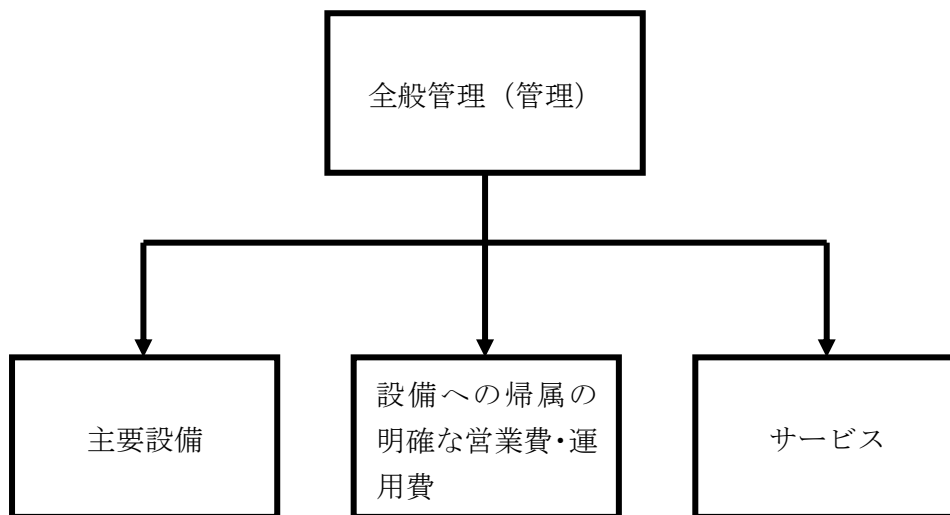 全般管理（管理）
主要設備
設備への帰属の
明確な営業費・運
用費
サービス